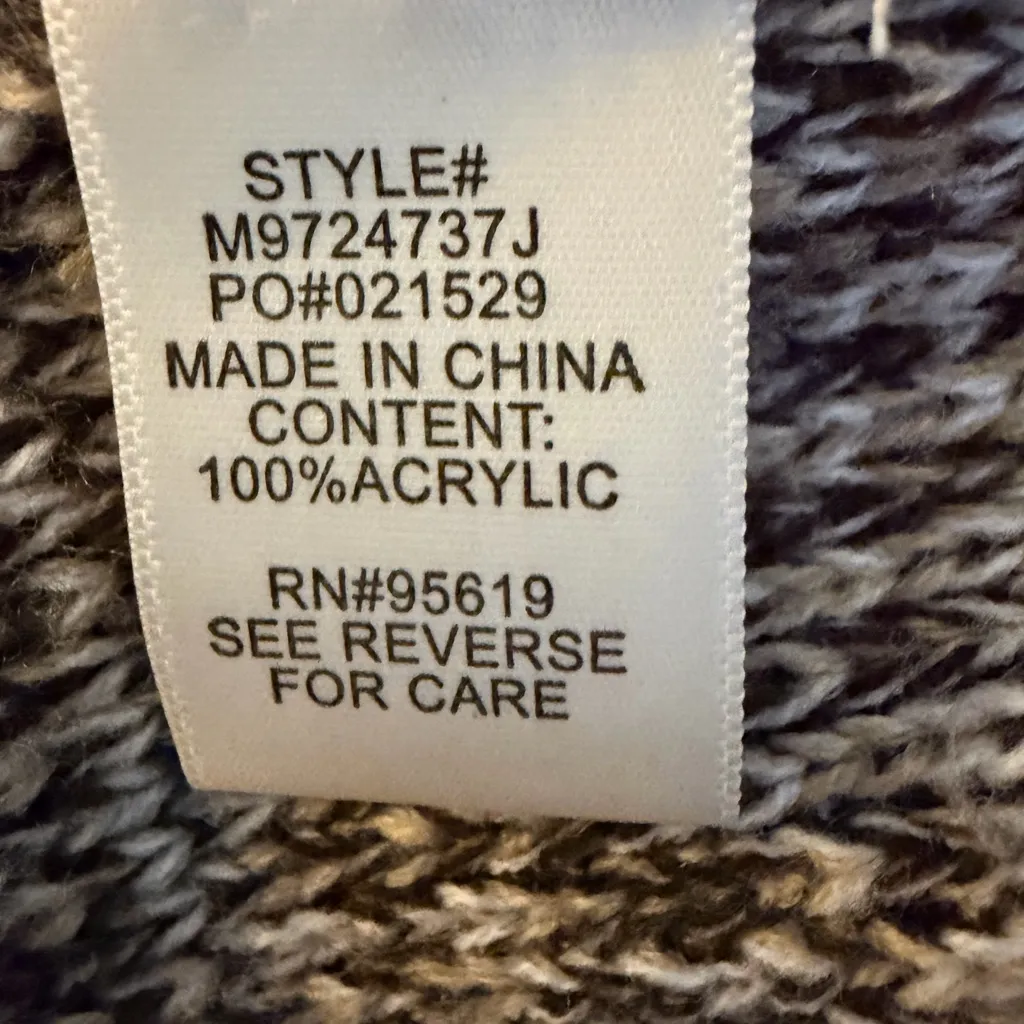 STYLE#
M9724737J
PO#021529
MADE IN CHINA
CONTENT:
100%ACRYLIC
RN#95619
SEE REVERSE
FOR CARE